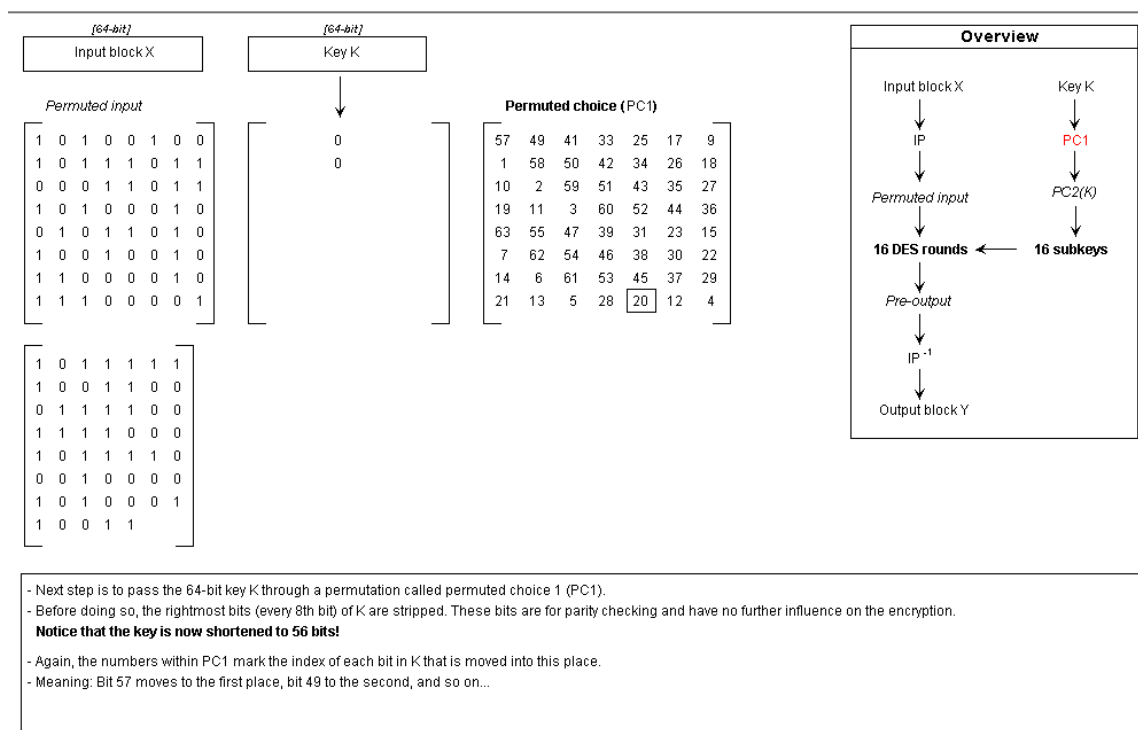 [64-bit]
Input block X
[64-bit]
Key K
Permuted input
1 0 1 0 0 1 0 0
1 0 1 1 1 0 1 1
0 0 0 1 1 0 1 1
1 0 1 0 0 0 1 0
0 1 0 1 1 0 1 0
1 0 0 1 0 0 1 0
1 1 0 0 0 0 1 0
1 1 1 0 0 0 0 1
0
0
Permuted choice (PC1)
57 49 41 33 25 17 9
1 58 50 42 34 26 18
10 2 59 51 43 35 27
19 11 3 60 52 44 36
63 55 47 39 31 23 15
7 62 54 46 38 30 22
14 6 61 53 45 37 29
21 13 5 28 20 12 4
1 0 1 1 1 1 1
1 0 0 1 1 0 0
0 1 1 1 1 0 0
1 1 1 1 0 0 0
1 0 1 1 1 1 0
0 0 1 0 0 0 0
1 0 1 0 0 0 1
1 0 0 1 1
Overview
Input block X Key K
IP PC1
Permuted input PC2(K)
16 DES rounds 16 subkeys
Pre-output
IP -1
Output block Y
- Next step is to pass the 64-bit key K through a permutation called permuted choice 1 (PC1).
- Before doing so, the rightmost bits (every 8th bit) of K are stripped. These bits are for parity checking and have no further influence on the encryption.
Notice that the key is now shortened to 56 bits!
- Again, the numbers within PC1 mark the index of each bit in K that is moved into this place.
- Meaning: Bit 57 moves to the first place, bit 49 to the second, and so on...